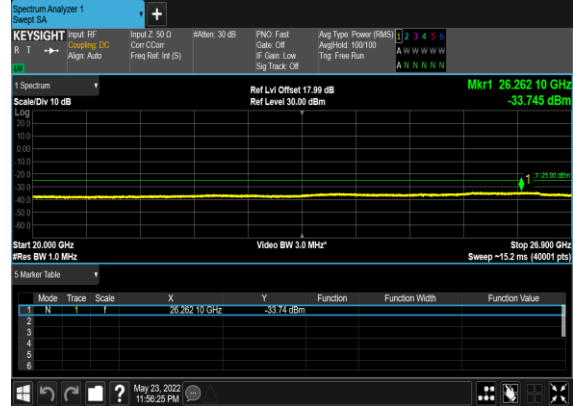 Spectrum Analyzer 1
Swept SA
+
KEYSIGHT Input: RF Input Z: 50 Ω #Atten: 30 dB PNO: Fast Avg Type: Power (RMS) 1 2 3 4 5 6
R T Coupling: DC Corr CCorr Gate: Off Avg|Hold: 100/100 A W W W W W
Align: Auto Freq Ref: Int (S) IF Gain: Low Trig: Free Run
LU Sig Track: Off A N N N N N
1 Spectrum Ref Lvl Offset 17.99 dB Mkr1 26.262 10 GHz
Scale/Div 10 dB Ref Level 30.00 dBm -33.745 dBm
Log
20.0
10.0
0.00
-10.0
-20.0 1 -25.00 dBm
-30.0
-40.0
-50.0
-60.0
Start 20.000 GHz Video BW 3.0 MHz* Stop 26.900 GHz
#Res BW 1.0 MHz Sweep ~15.2 ms (40001 pts)
5 Marker Table
Mode Trace Scale X Y Function Function Width Function Value
1 N 1 f 26.262 10 GHz -33.74 dBm
2
3
4
5
6
? May 23, 2022
11:56:25 PM